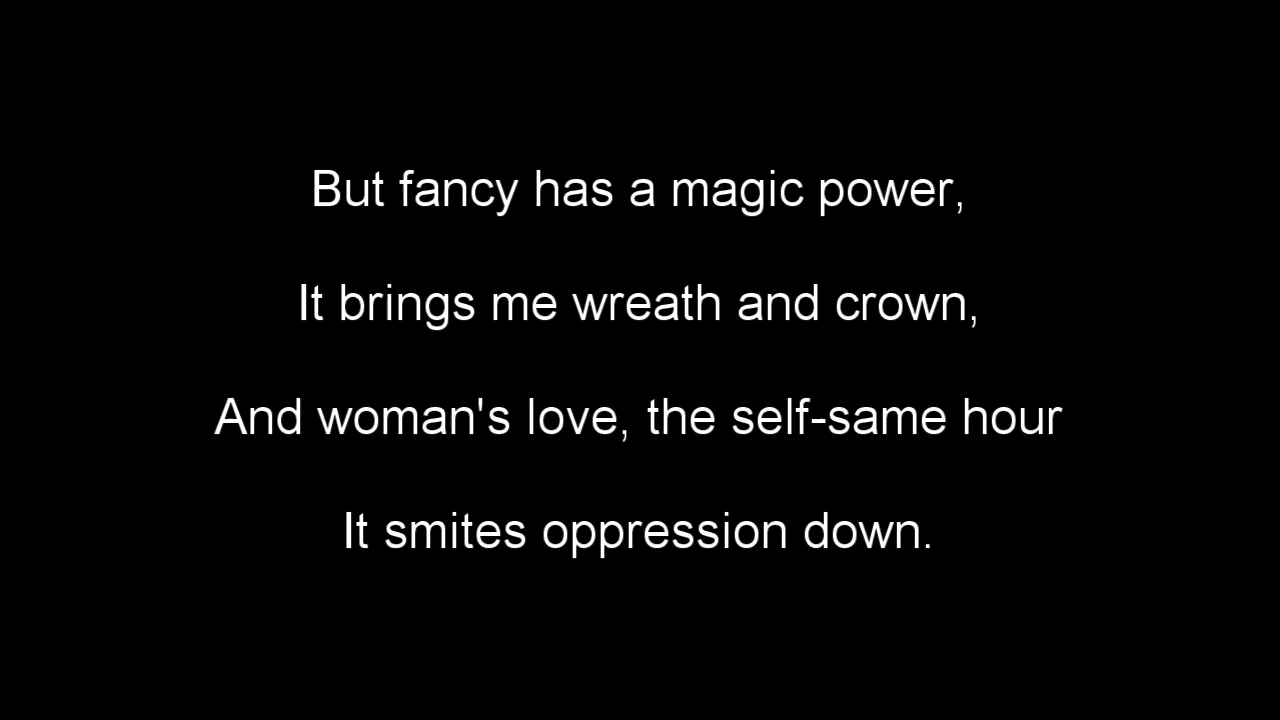 But fancy has a magic power,
It brings me wreath and crown,
And woman's love, the self-same hour
It smites oppression down.